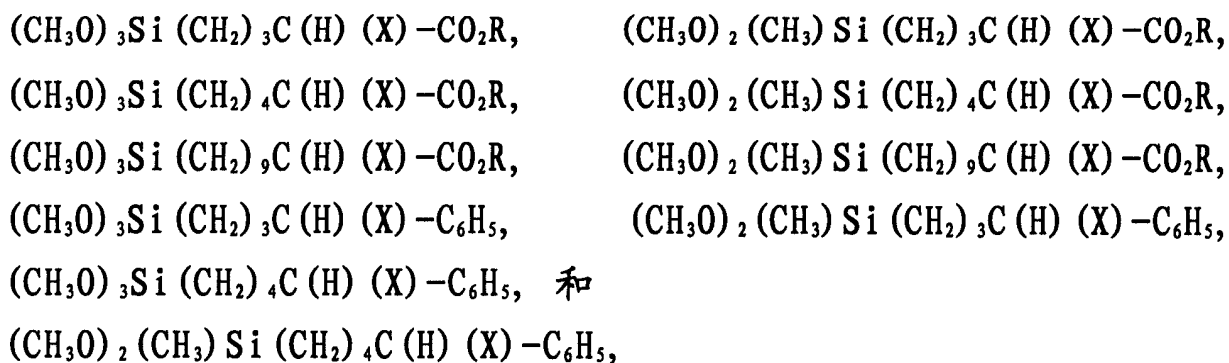 (CH₃O)₃Si(CH₂)₃C(H)(X)−CO₂R, (CH₃O)₂(CH₃)Si(CH₂)₃C(H)(X)−CO₂R,
(CH₃O)₃Si(CH₂)₄C(H)(X)−CO₂R, (CH₃O)₂(CH₃)Si(CH₂)₄C(H)(X)−CO₂R,
(CH₃O)₃Si(CH₂)₉C(H)(X)−CO₂R, (CH₃O)₂(CH₃)Si(CH₂)₉C(H)(X)−CO₂R,
(CH₃O)₃Si(CH₂)₃C(H)(X)−C₆H₅, (CH₃O)₂(CH₃)Si(CH₂)₃C(H)(X)−C₆H₅,
(CH₃O)₃Si(CH₂)₄C(H)(X)−C₆H₅, 和
(CH₃O)₂(CH₃)Si(CH₂)₄C(H)(X)−C₆H₅,